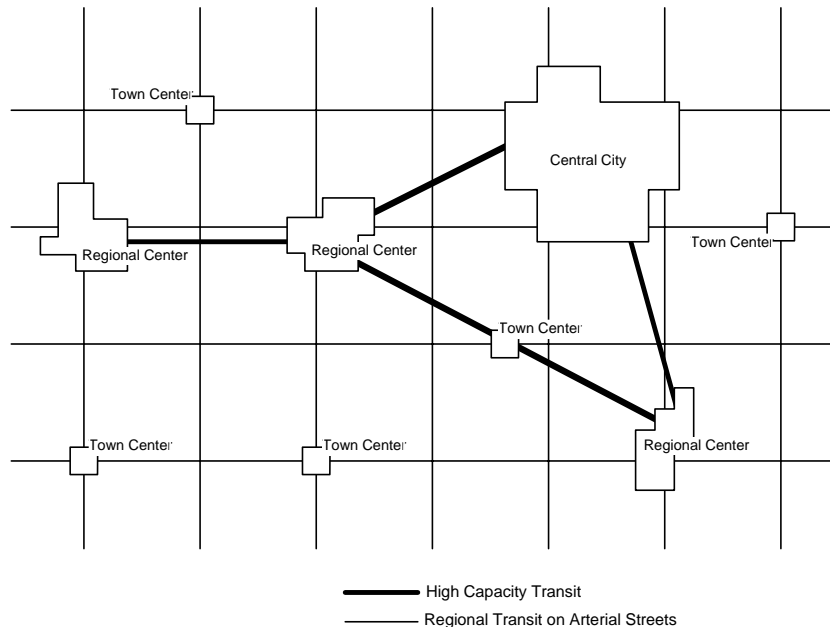 Town Center
Central City
Town Center
Regional Center
Regional Center
Town Center
Town Center
Town Center
Regional Center
High Capacity Transit
Regional Transit on Arterial Streets